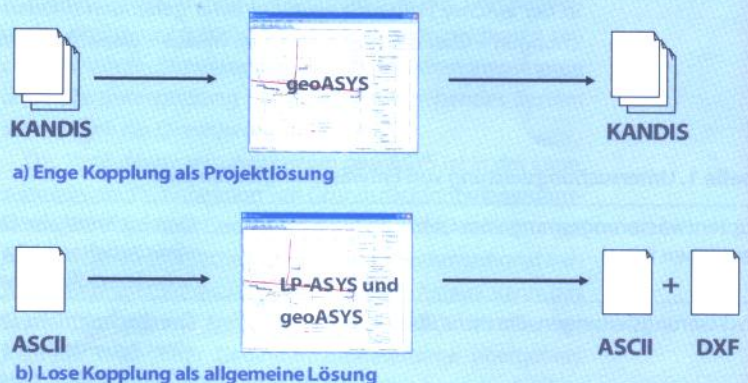 geoASYS
KANDIS
KANDIS
a) Enge Kopplung als Projektlösung
LP-ASYS und
geoASYS
+
ASCII
ASCII
DXF
b) Lose Kopplung als allgemeine Lösung